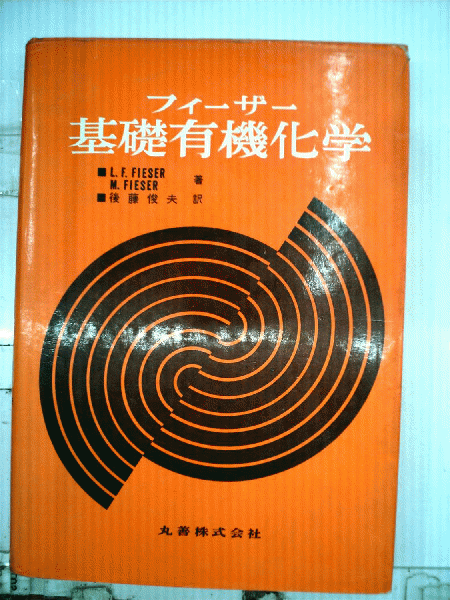 フィーザー
基礎有機化学
■ L. F. FIESER 著
M. FIESER
■ 後藤俊夫 訳
丸善株式会社